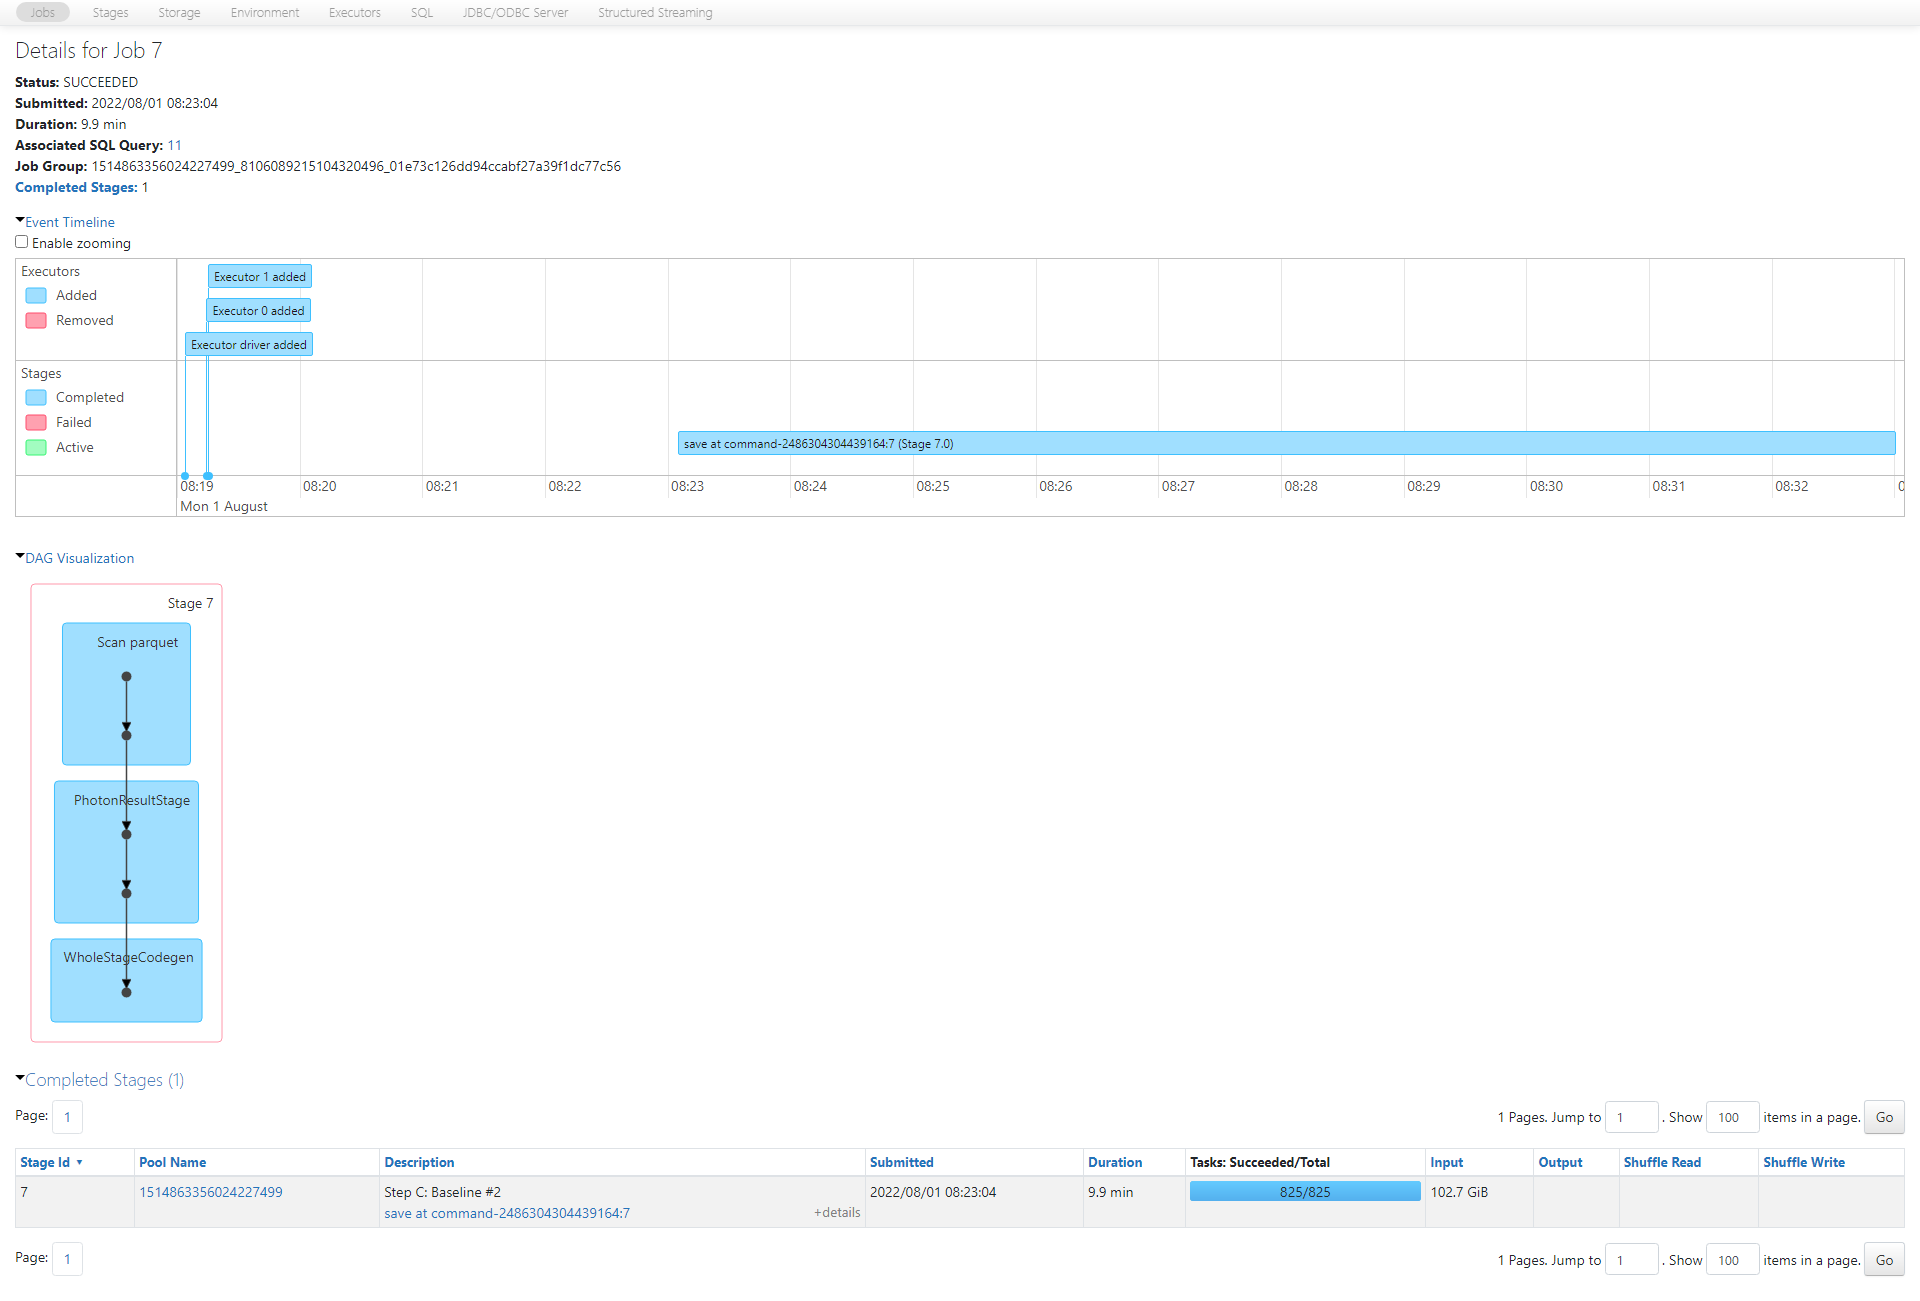 Jobs Stages Storage Environment Executors SQL JDBC/ODBC Server Structured Streaming
Details for Job 7
Status: SUCCEEDED
Submitted: 2022/08/01 08:23:04
Duration: 9.9 min
Associated SQL Query: 11
Job Group: 1514863356024227499_8106089215104320496_01e73c126dd94ccabf27a39f1dc77c56
Completed Stages: 1
Event Timeline
Enable zooming
Executors
Added
Removed
Executor 1 added
Executor 0 added
Executor driver added
Stages
Completed
Failed
Active
save at command-2486304304439164:7 (Stage 7.0)
08:19 08:20 08:21 08:22 08:23 08:24 08:25 08:26 08:27 08:28 08:29 08:30 08:31 08:32
Mon 1 August
DAG Visualization
Stage 7
Scan parquet
PhotonResultStage
WholeStageCodegen
Completed Stages (1)
Page: 1 1 Pages. Jump to 1 . Show 100 items in a page. Go
Stage Id Pool Name Description Submitted Duration Tasks: Succeeded/Total Input Output Shuffle Read Shuffle Write
7 1514863356024227499 Step C: Baseline #2 2022/08/01 08:23:04 9.9 min 825/825 102.7 GiB
save at command-2486304304439164:7 +details
Page: 1 1 Pages. Jump to 1 . Show 100 items in a page. Go